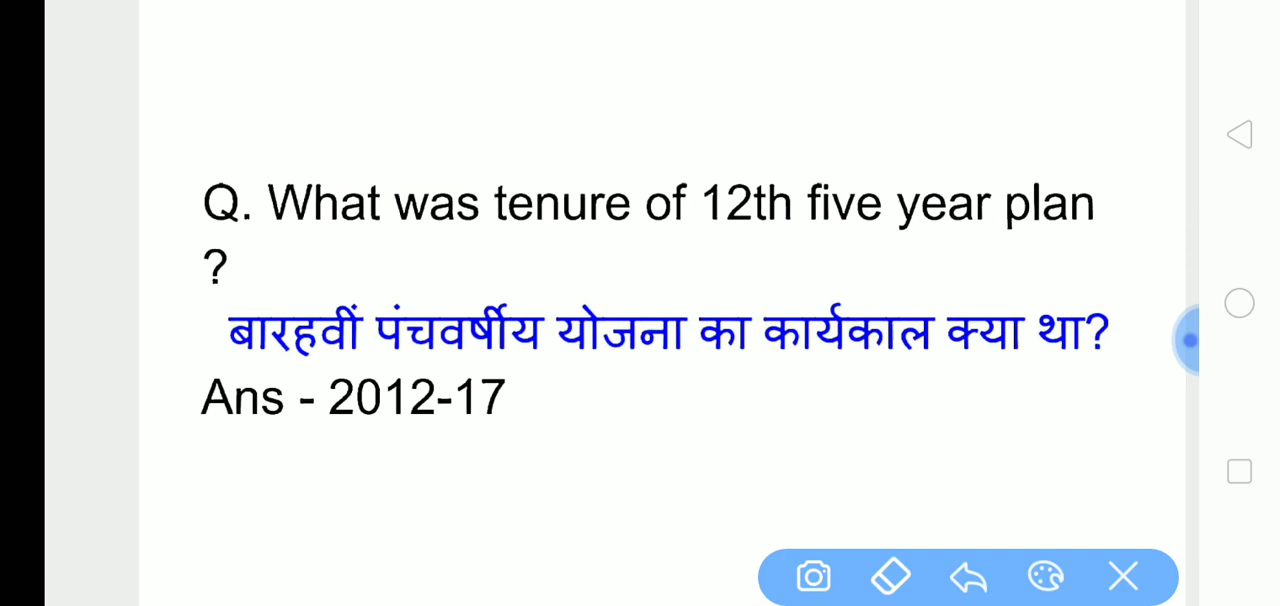 Q. What was tenure of 12th five year plan
?
बारहवीं पंचवर्षीय योजना का कार्यकाल क्या था?
Ans - 2012-17